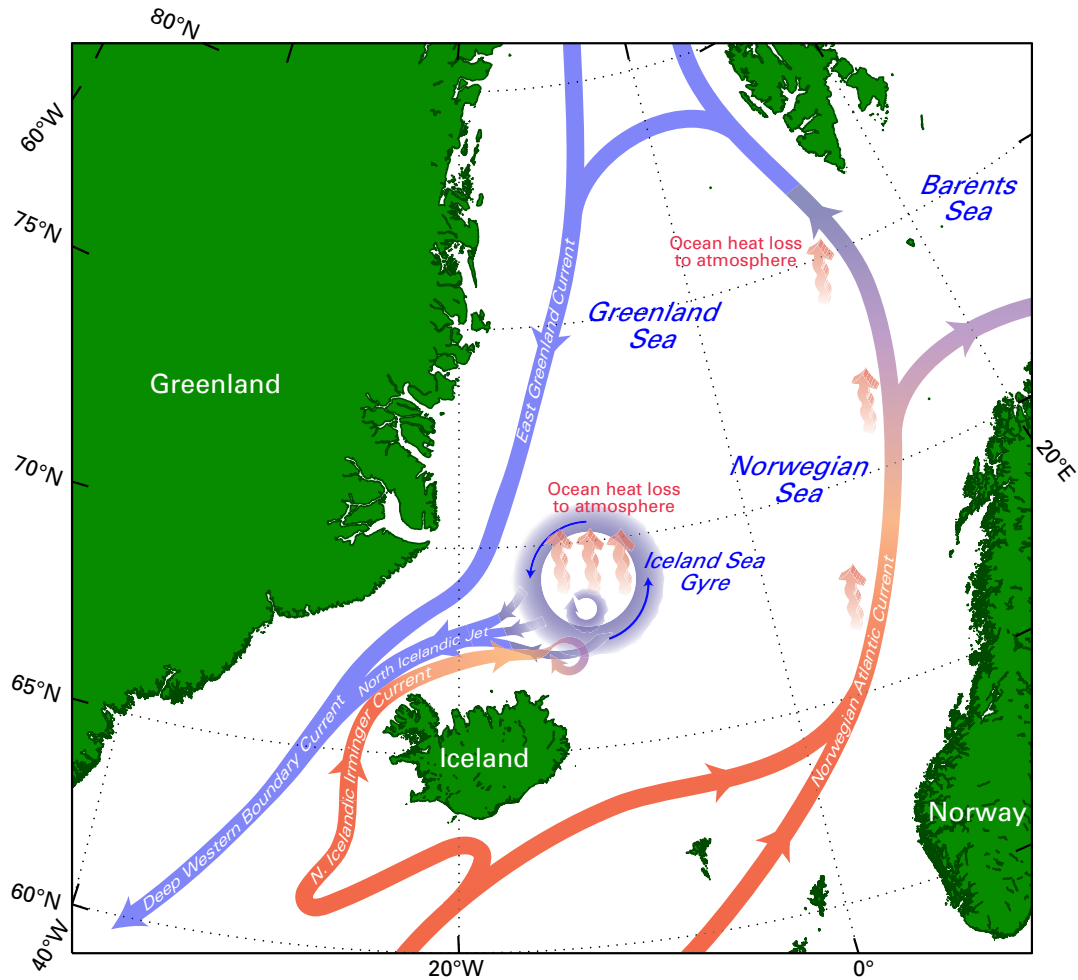 80°N
60°W
Barents
Sea
75°N
Ocean heat loss
to atmosphere
East Greenland Current
Greenland
Sea
Greenland
20°E
70°N
Norwegian
Sea
Ocean heat loss
to atmosphere
Iceland Sea
Gyre
North Icelandic Jet
65°N
N. Icelandic Irminger Current
Norwegian Atlantic Current
Iceland
Deep Western Boundary Current
Norway
60°N
40°W
20°W
0°